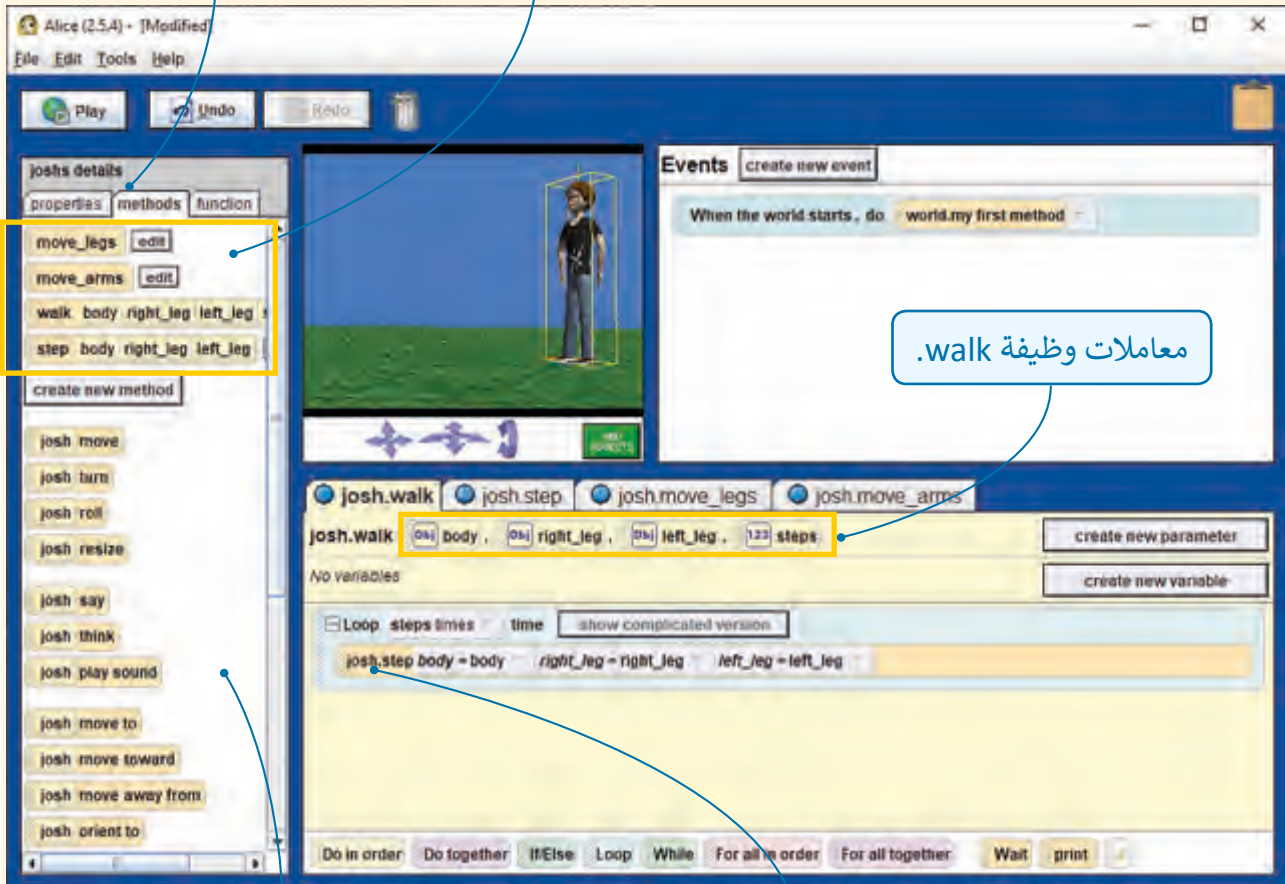 Alice (2.5.4) - [Modified]
File Edit Tools Help
Play Undo Redo
joshs details
properties methods function
move_legs edit
move_arms edit
walk body right_leg left_leg
step body right_leg left_leg
create new method
josh move
josh turn
josh roll
josh resize
josh say
josh think
josh play sound
josh move to
josh move toward
josh move away from
josh orient to
Events create new event
When the world starts, do world.my first method
معاملات وظيفة walk.
josh.walk josh.step josh.move_legs josh.move_arms
josh.walk Obj body, Obj right_leg, Obj left_leg, 123 steps create new parameter
No variables create new variable
Loop steps times time show complicated version
josh.step body = body right_leg = right_leg left_leg = left_leg
Do in order Do together If/Else Loop While For all in order For all together Wait print